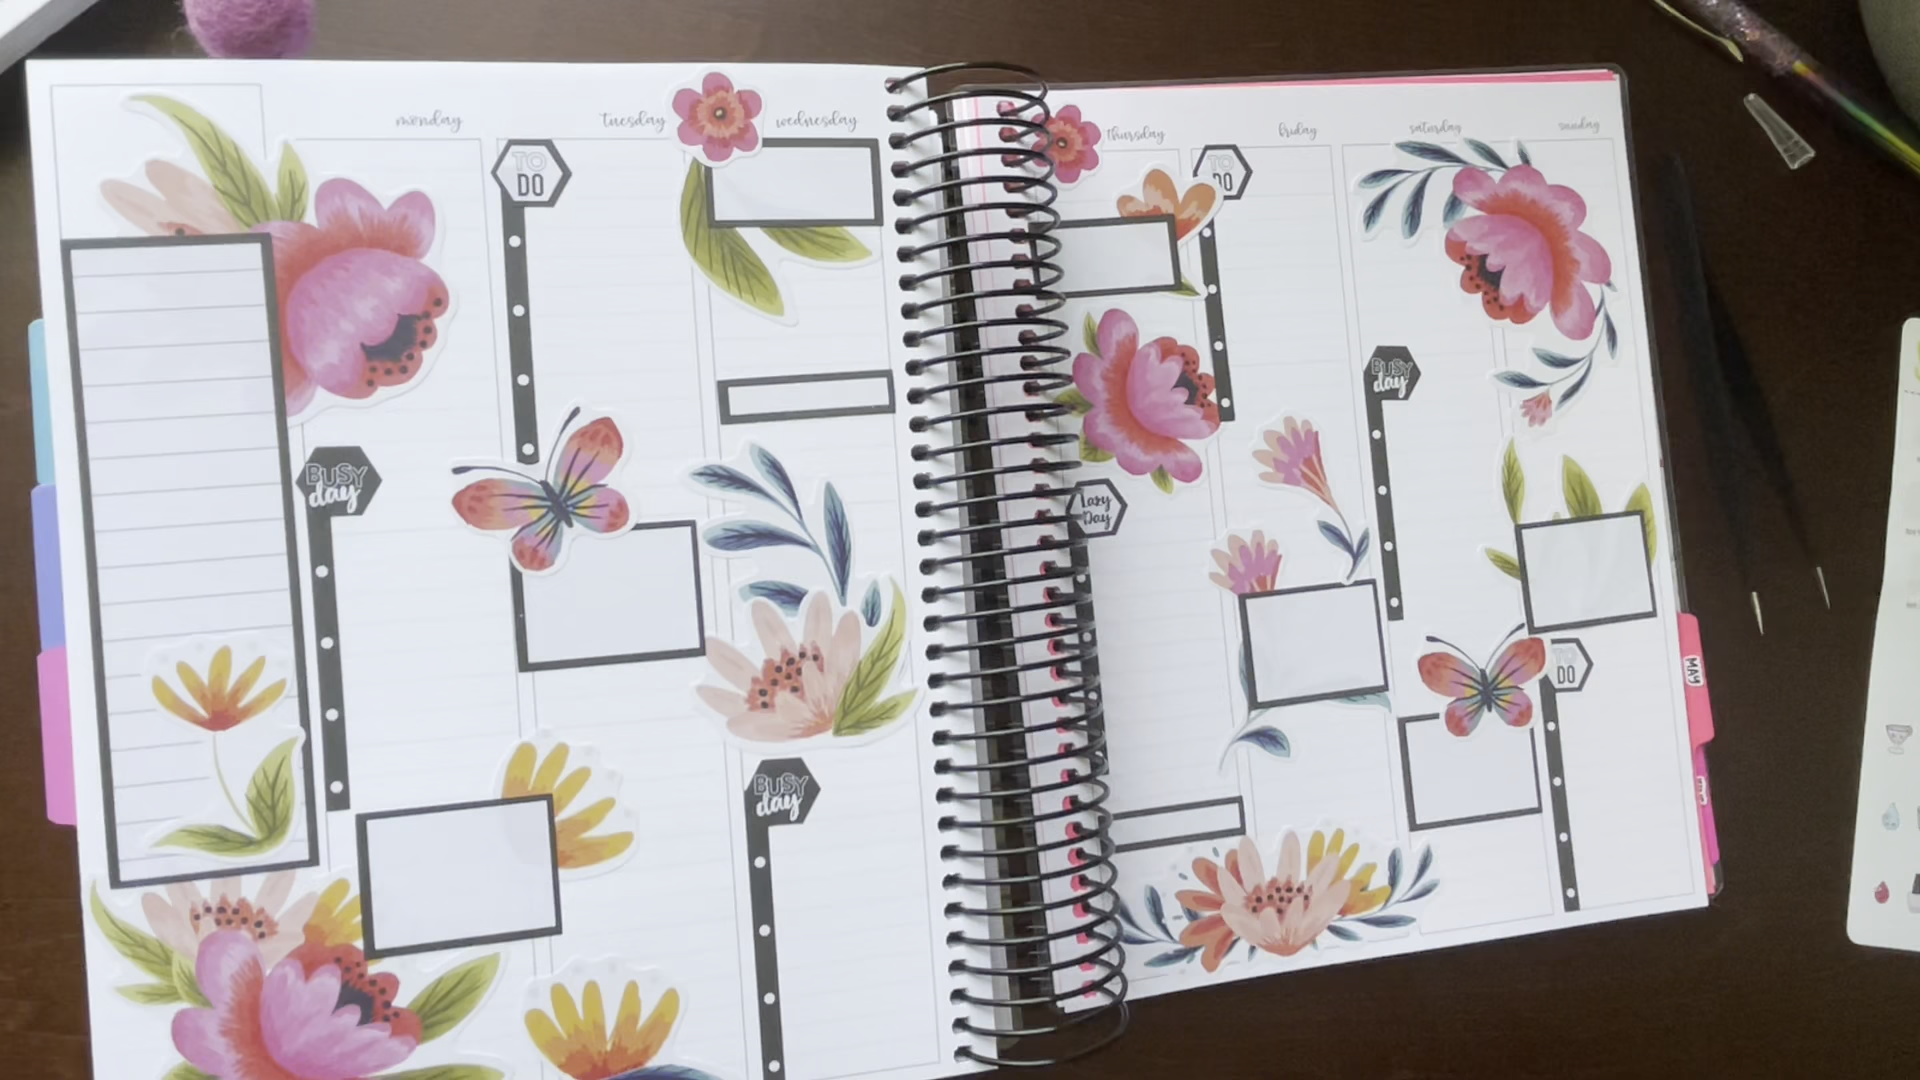 monday
tuesday
wednesday
thursday
friday
saturday
sunday
TO
DO
TO
DO
BUSY
day
BUSY
day
Lazy
Day
TO
DO
BUSY
day
MAY